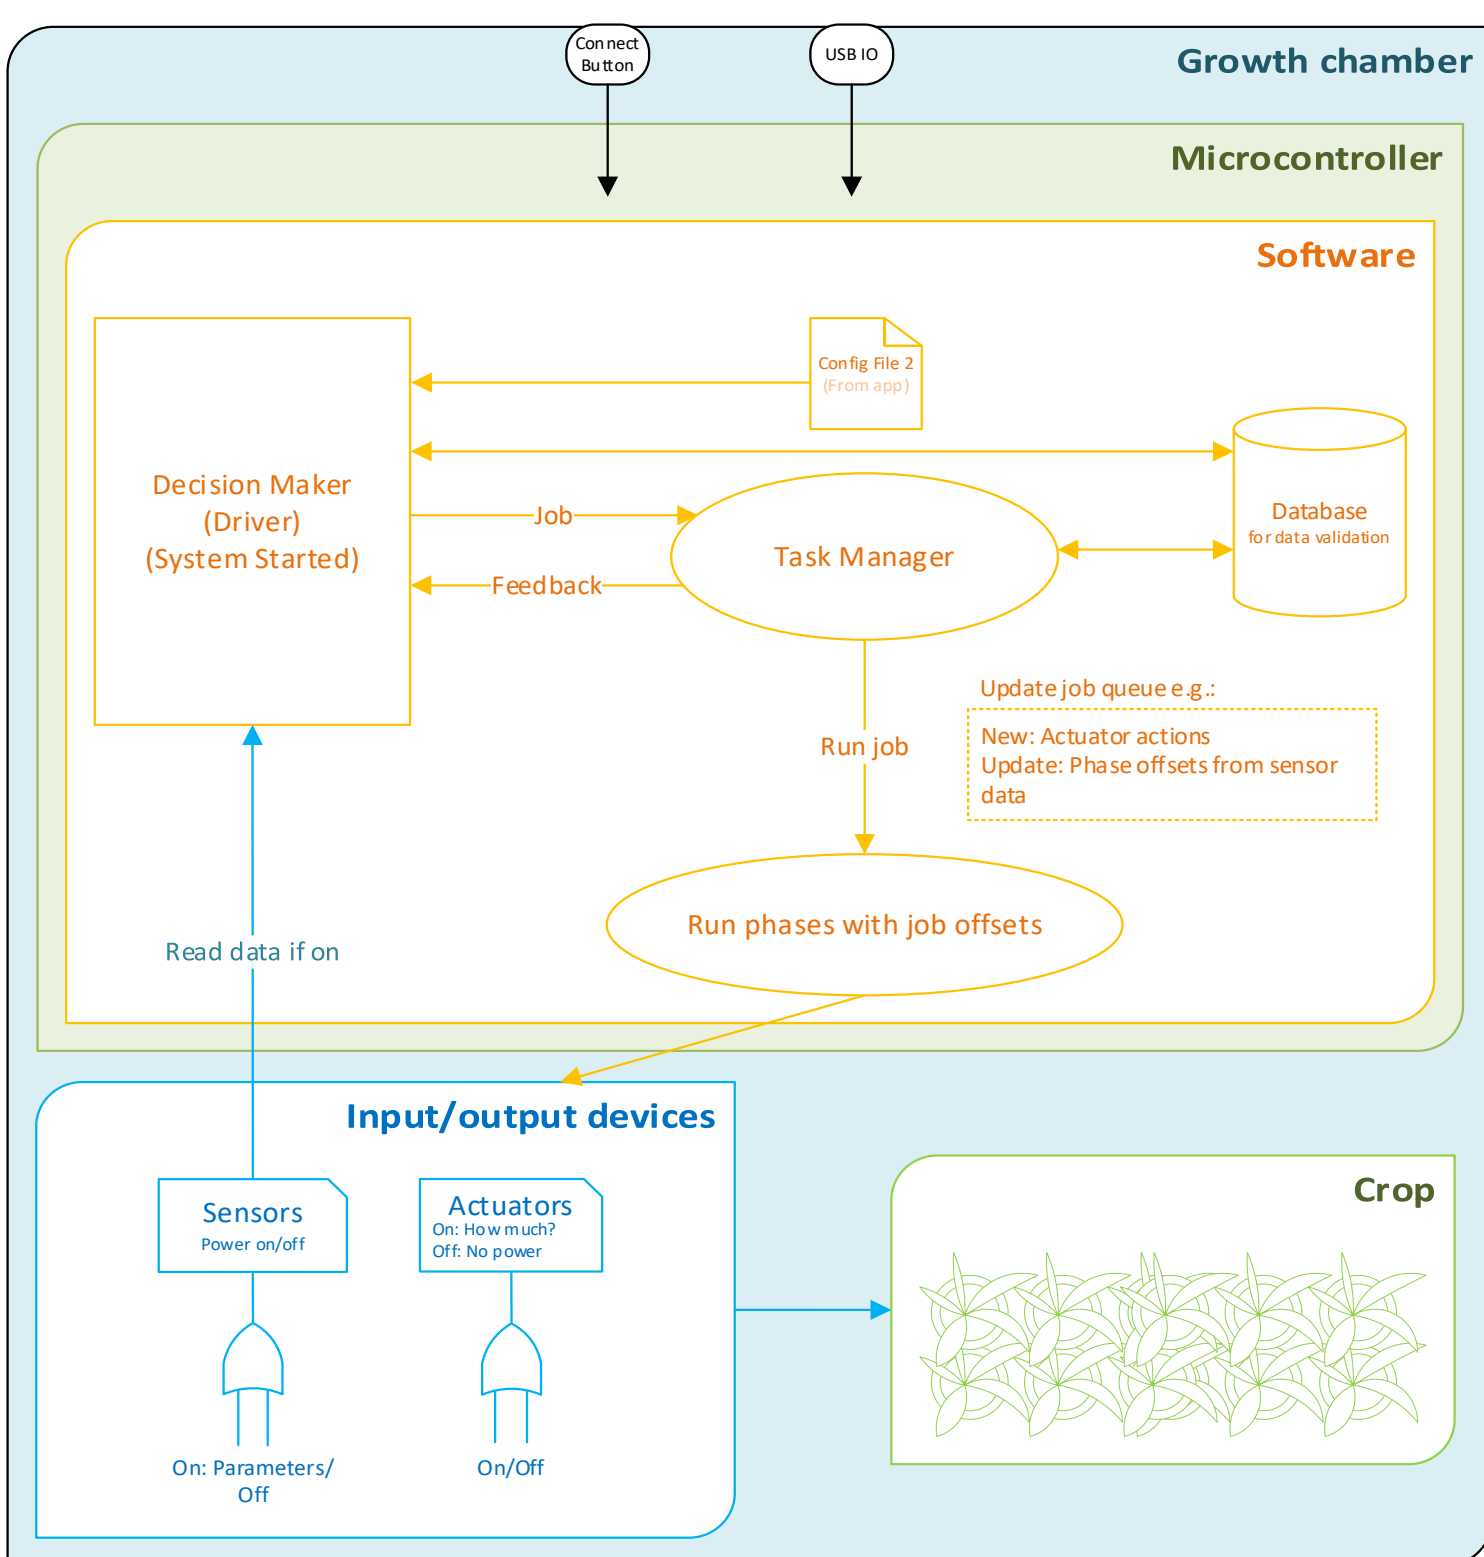 Connect
Button
USB IO
Growth chamber
Microcontroller
Software
Config File 2
(From app)
Decision Maker
(Driver)
(System Started)
Job
Feedback
Task Manager
Database
for data validation
Update job queue e.g.:
New: Actuator actions
Update: Phase offsets from sensor
data
Run job
Run phases with job offsets
Read data if on
Input/output devices
Sensors
Power on/off
Actuators
On: How much?
Off: No power
On: Parameters/
Off
On/Off
Crop